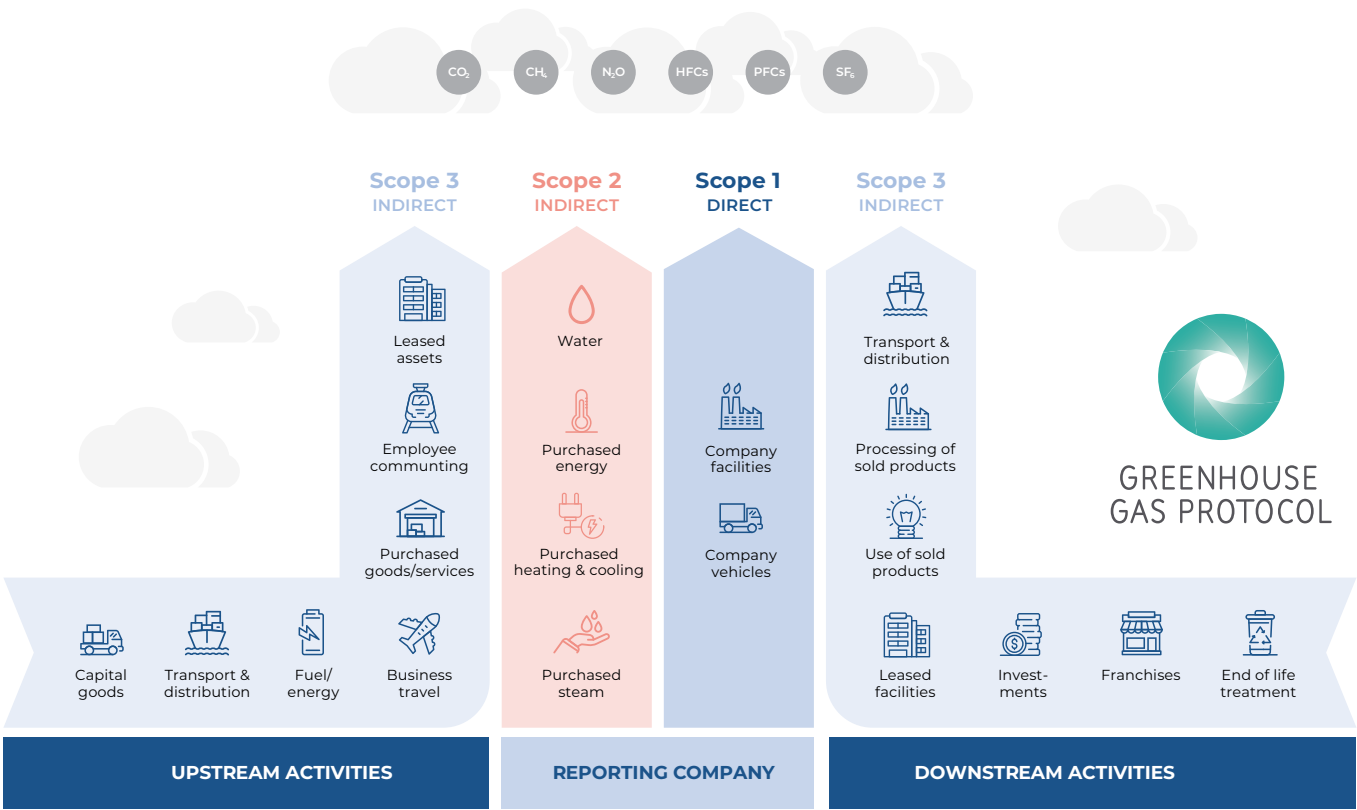 CO₂
CH₄
N₂O
HFCs
PFCs
SF₆
Scope 3
INDIRECT
Scope 2
INDIRECT
Scope 1
DIRECT
Scope 3
INDIRECT
Leased
assets
Employee
communting
Purchased
goods/services
Capital
goods
Transport &
distribution
Fuel/
energy
Business
travel
Water
Purchased
energy
Purchased
heating & cooling
Purchased
steam
Company
facilities
Company
vehicles
Transport &
distribution
Processing of
sold products
Use of sold
products
Leased
facilities
Invest-
ments
Franchises
End of life
treatment
GREENHOUSE
GAS PROTOCOL
UPSTREAM ACTIVITIES
REPORTING COMPANY
DOWNSTREAM ACTIVITIES